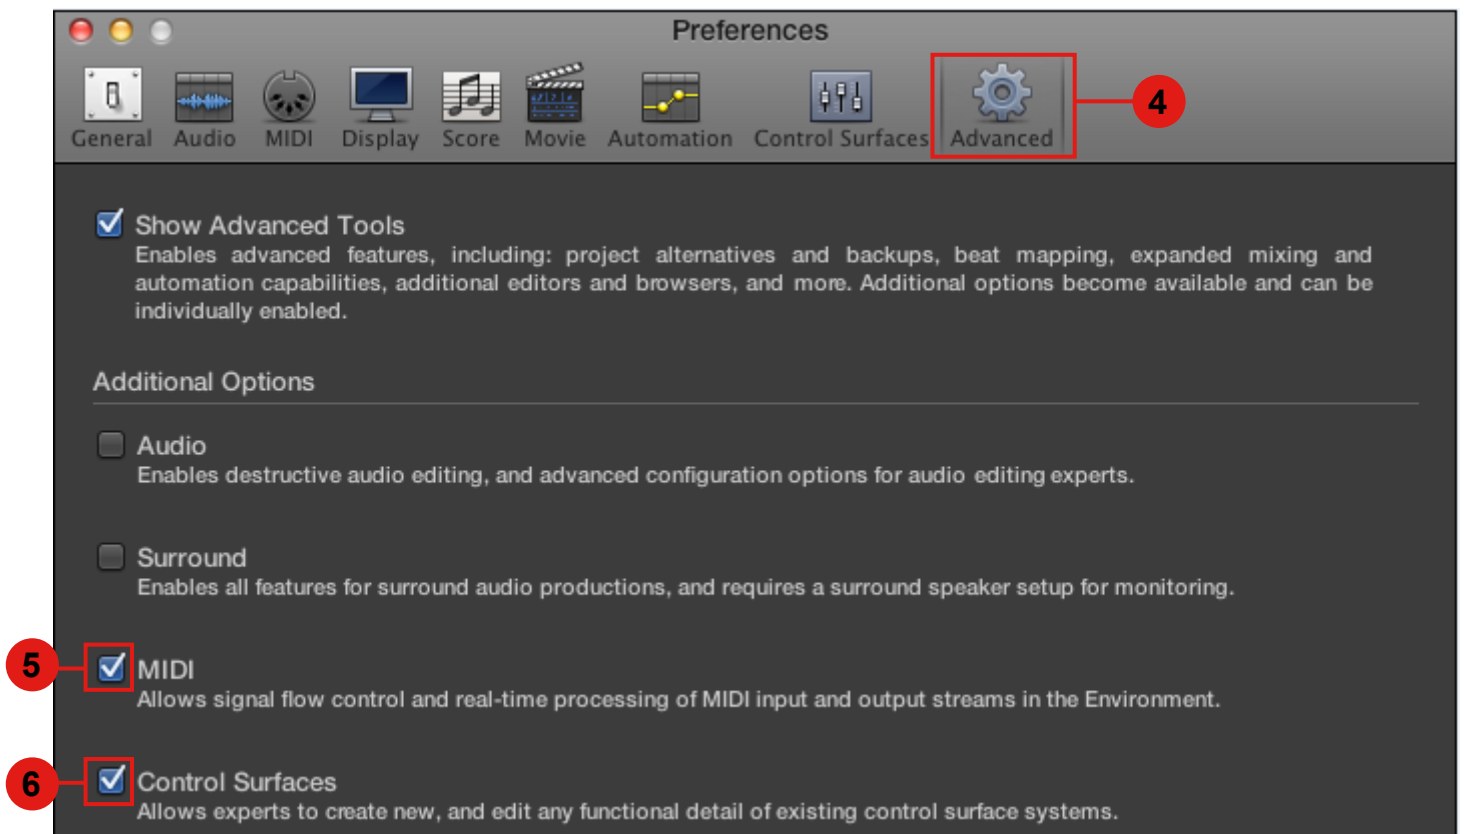 Preferences
General Audio MIDI Display Score Movie Automation Control Surfaces Advanced
4
Show Advanced Tools
Enables advanced features, including: project alternatives and backups, beat mapping, expanded mixing and
automation capabilities, additional editors and browsers, and more. Additional options become available and can be
individually enabled.
Additional Options
Audio
Enables destructive audio editing, and advanced configuration options for audio editing experts.
Surround
Enables all features for surround audio productions, and requires a surround speaker setup for monitoring.
5
MIDI
Allows signal flow control and real-time processing of MIDI input and output streams in the Environment.
6
Control Surfaces
Allows experts to create new, and edit any functional detail of existing control surface systems.